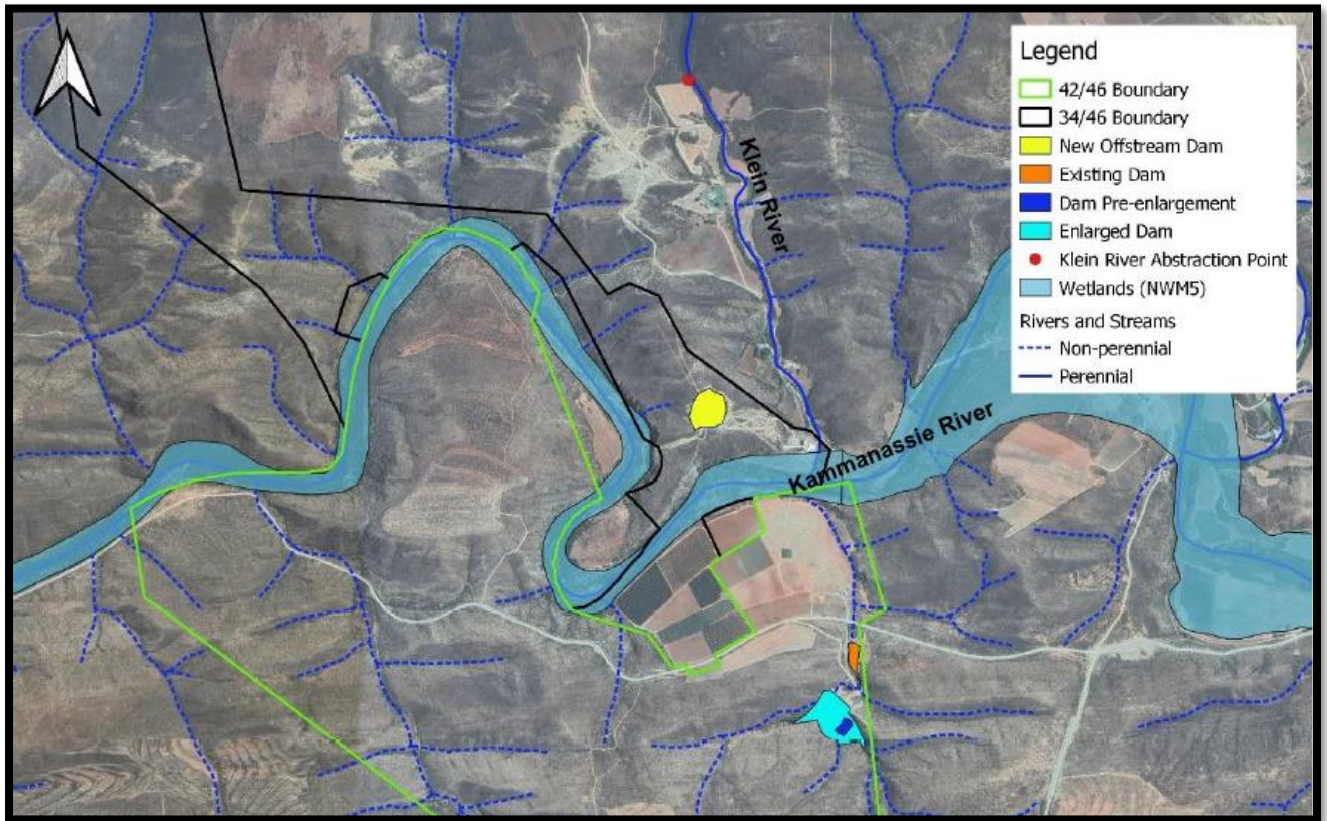 Legend
42/46 Boundary
34/46 Boundary
New Offstream Dam
Existing Dam
Dam Pre-enlargement
Enlarged Dam
Klein River Abstraction Point
Wetlands (NWM5)
Rivers and Streams
Non-perennial
Perennial
Klein River
Kammanassie River